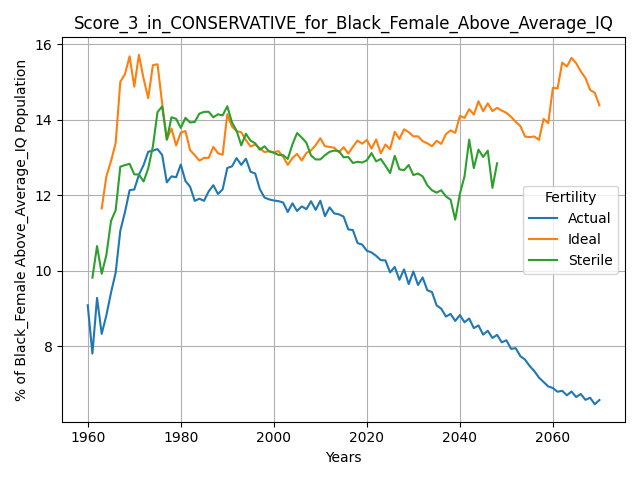 Score_3_in_CONSERVATIVE_for_Black_Female_Above_Average_IQ
% of Black_Female Above_Average_IQ Population
16
14
12
10
8
Fertility
Actual
Ideal
Sterile
1960 1980 2000 2020 2040 2060
Years